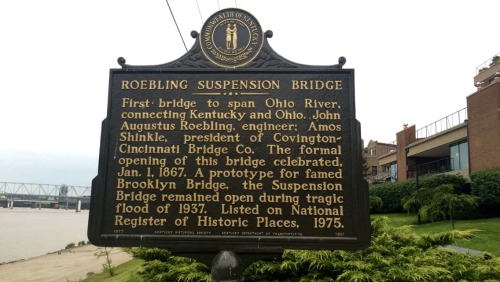 COMMONWEALTH OF KENTUCKY
ROEBLING SUSPENSION BRIDGE
First bridge to span Ohio River,
connecting Kentucky and Ohio. John
Augustus Roebling, engineer; Amos
Shinkle, president of Covington-
Cincinnati Bridge Co. The formal
opening of this bridge celebrated,
Jan. 1, 1867. A prototype for famed
Brooklyn Bridge, the Suspension
Bridge remained open during tragic
flood of 1937. Listed on National
Register of Historic Places, 1975.
KENTUCKY HISTORICAL SOCIETY KENTUCKY DEPARTMENT OF TRANSPORTATION